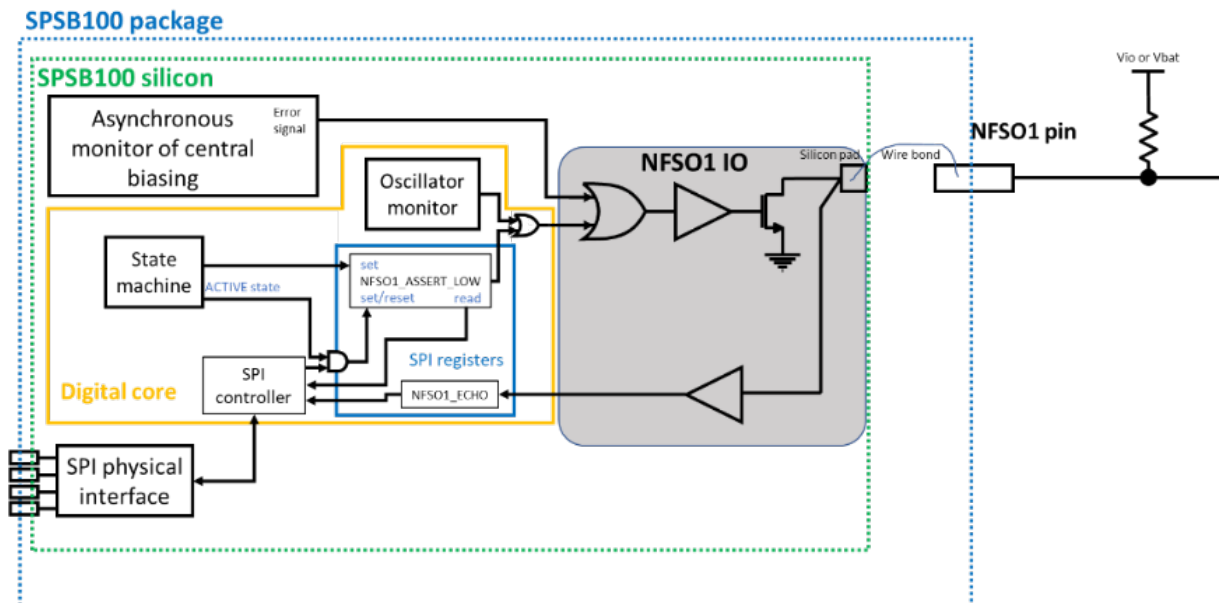 SPSB100 package
SPSB100 silicon
Asynchronous
monitor of central
biasing
Error
signal
Vio or Vbat
NFSO1 pin
NFSO1 IO
Silicon pad
Wire bond
Oscillator
monitor
State
machine
ACTIVE state
set
NFSO1_ASSERT_LOW
set/reset read
SPI registers
SPI
controller
Digital core
NFSO1_ECHO
SPI physical
interface